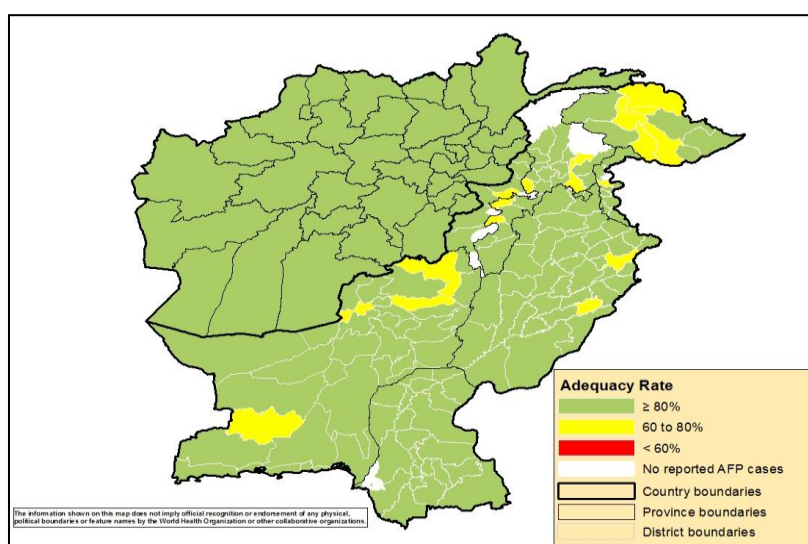 Adequacy Rate
≥ 80%
60 to 80%
< 60%
No reported AFP cases
Country boundaries
Province boundaries
District boundaries
The information shown on this map does not imply official recognition or endorsement of any physical,
political boundaries or feature names by the World Health Organization or other collaborative organizations.